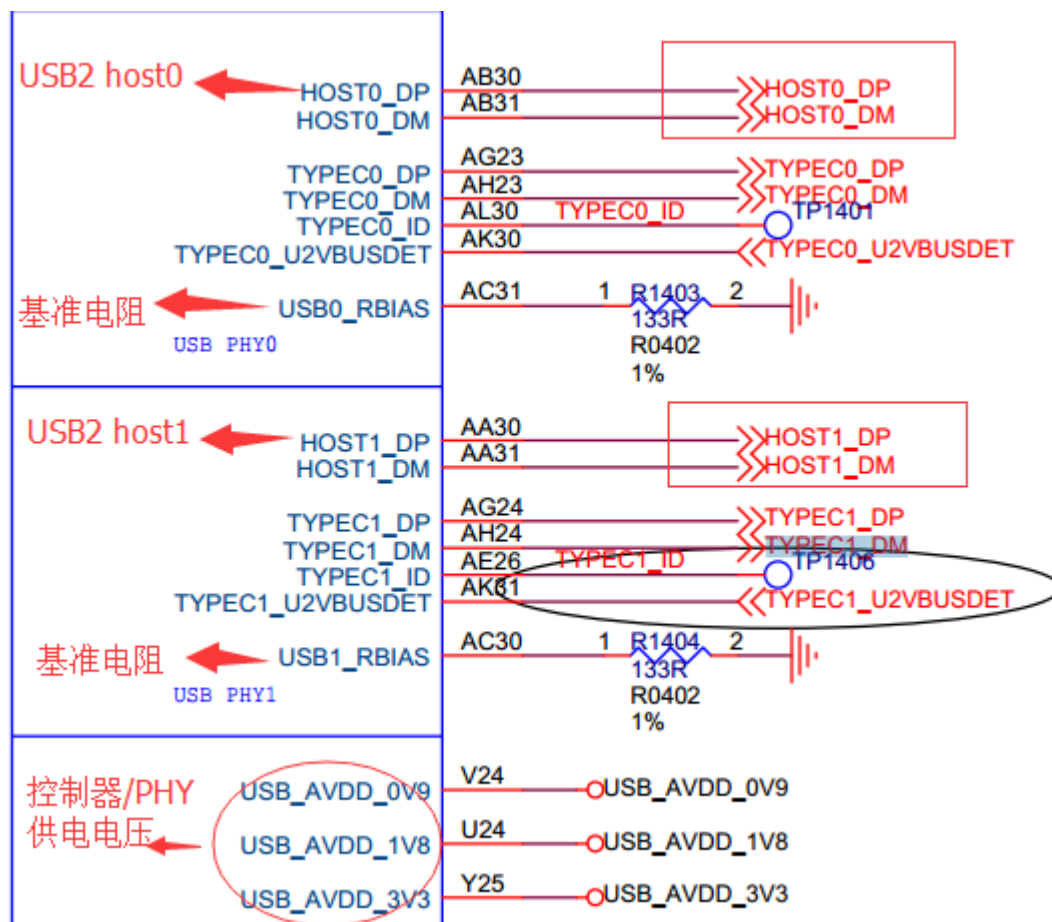 USB2 host0
HOST0_DP AB30 HOST0_DP
HOST0_DM AB31 HOST0_DM
TYPEC0_DP AG23 TYPEC0_DP
TYPEC0_DM AH23 TYPEC0_DM
TYPEC0_ID AL30 TYPEC0_ID TP1401
TYPEC0_U2VBUSDET AK30 TYPEC0_U2VBUSDET
基准电阻 USB0_RBIAS AC31 1 R1403 2
133R
R0402
1%
USB PHY0
USB2 host1
HOST1_DP AA30 HOST1_DP
HOST1_DM AA31 HOST1_DM
TYPEC1_DP AG24 TYPEC1_DP
TYPEC1_DM AH24 TYPEC1_DM
TYPEC1_ID AE26 TYPEC1_ID TP1406
TYPEC1_U2VBUSDET AK31 TYPEC1_U2VBUSDET
基准电阻 USB1_RBIAS AC30 1 R1404 2
133R
R0402
1%
USB PHY1
控制器/PHY
供电电压
USB_AVDD_0V9 V24 USB_AVDD_0V9
USB_AVDD_1V8 U24 USB_AVDD_1V8
USB_AVDD_3V3 Y25 USB_AVDD_3V3